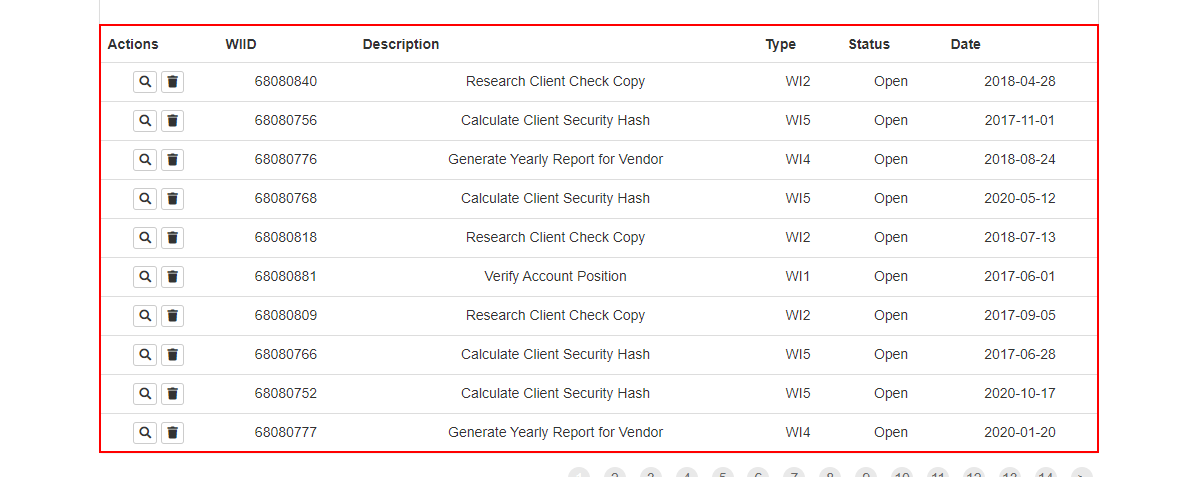 Actions WIID Description Type Status Date
68080840 Research Client Check Copy WI2 Open 2018-04-28
68080756 Calculate Client Security Hash WI5 Open 2017-11-01
68080776 Generate Yearly Report for Vendor WI4 Open 2018-08-24
68080768 Calculate Client Security Hash WI5 Open 2020-05-12
68080818 Research Client Check Copy WI2 Open 2018-07-13
68080881 Verify Account Position WI1 Open 2017-06-01
68080809 Research Client Check Copy WI2 Open 2017-09-05
68080766 Calculate Client Security Hash WI5 Open 2017-06-28
68080752 Calculate Client Security Hash WI5 Open 2020-10-17
68080777 Generate Yearly Report for Vendor WI4 Open 2020-01-20
2 3 4 5 6 7 8 9 10 11 12 13 14